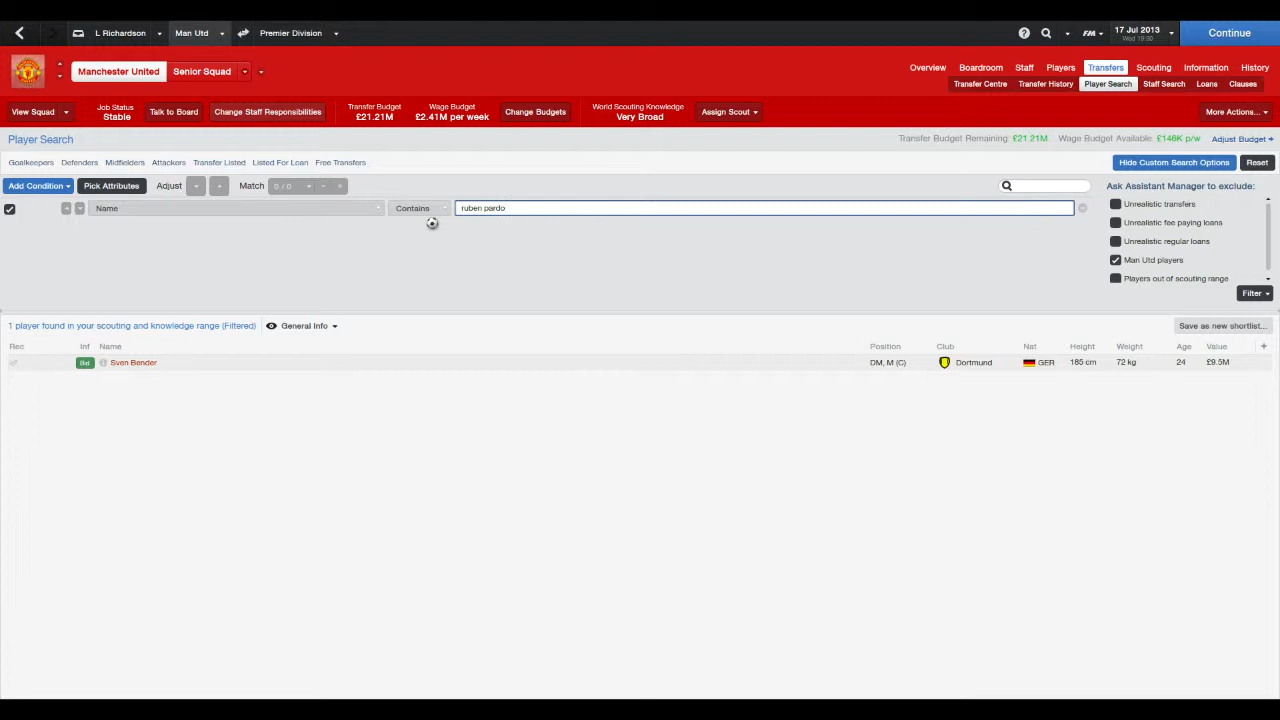 L Richardson Man Utd Premier Division FM 17 Jul 2013 Continue
Wed 19:30
Manchester United Senior Squad Overview Boardroom Staff Players Transfers Scouting Information History
Transfer Centre Transfer History Player Search Staff Search Loans Clauses
View Squad Job Status Talk to Board Change Staff Responsibilities Transfer Budget Wage Budget Change Budgets World Scouting Knowledge Assign Scout More Actions...
Stable £21.21M £2.41M per week Very Broad
Player Search Transfer Budget Remaining: £21.21M Wage Budget Available: £146K p/w Adjust Budget
Goalkeepers Defenders Midfielders Attackers Transfer Listed Listed For Loan Free Transfers Hide Custom Search Options Reset
Add Condition Pick Attributes Adjust Match 0 / 0 Ask Assistant Manager to exclude:
Name Contains ruben pardo Unrealistic transfers
Unrealistic fee paying loans
Unrealistic regular loans
Man Utd players
Players out of scouting range
Filter
1 player found in your scouting and knowledge range (Filtered) General Info Save as new shortlist...
Rec Inf Name Position Club Nat Height Weight Age Value +
Bid Sven Bender DM, M (C) Dortmund GER 185 cm 72 kg 24 £9.5M